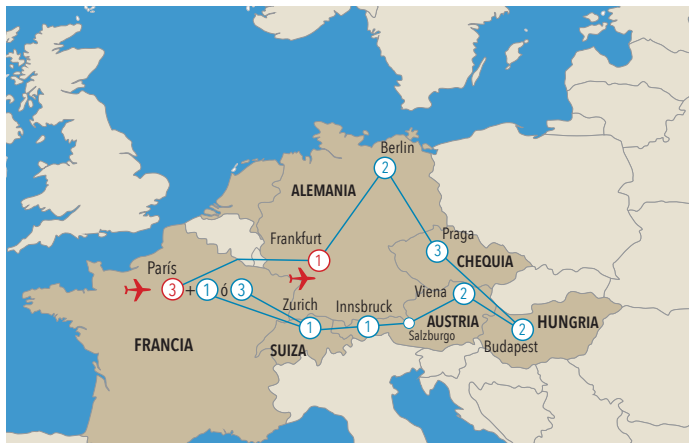 Berlin
2
ALEMANIA
Frankfurt
1
Praga
3
CHEQUIA
París
3 + 1 ó 3
Zurich
1
Innsbruck
1
Viena
2
AUSTRIA
Salzburgo
HUNGRIA
2
Budapest
FRANCIA
SUIZA